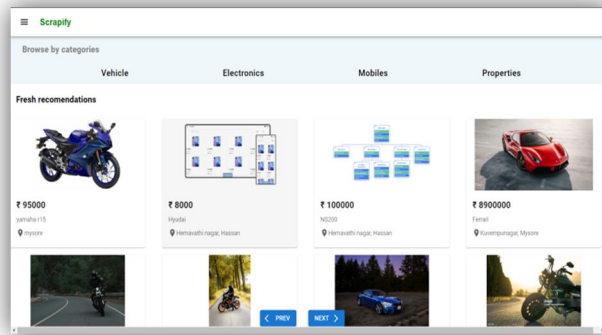 Scrapify
Browse by categories
Vehicle Electronics Mobiles Properties
Fresh recomendations
₹ 95000 ₹ 8000 ₹ 100000 ₹ 8900000
yamaha r15 Hyudai NS200 Ferrari
mysore Hemavathi nagar, Hassan Hemavathi nagar, Hassan Kuvempunagar, Mysore
PREV NEXT